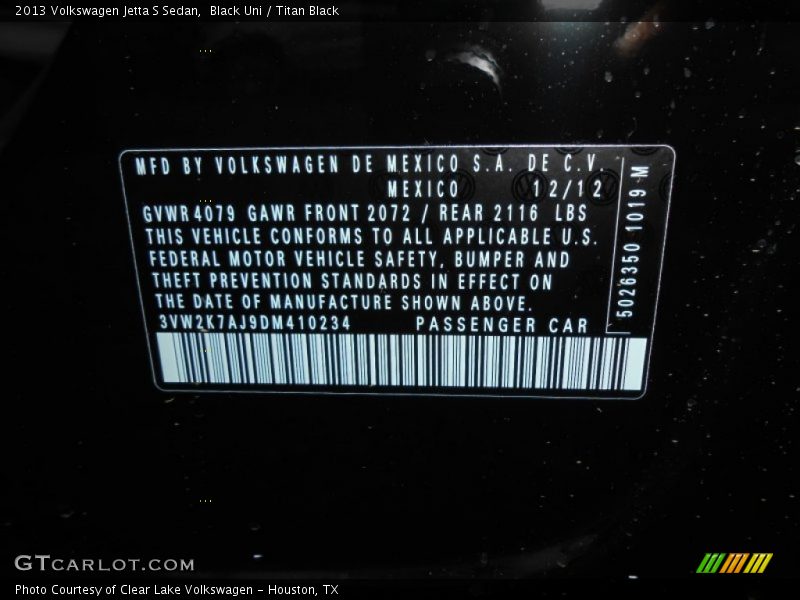 2013 Volkswagen Jetta S Sedan,  Black Uni / Titan Black
MFD BY VOLKSWAGEN DE MEXICO S.A. DE C.V.
MEXICO 12/12
GVWR 4079 GAWR FRONT 2072 / REAR 2116 LBS
THIS VEHICLE CONFORMS TO ALL APPLICABLE U.S.
FEDERAL MOTOR VEHICLE SAFETY, BUMPER AND
THEFT PREVENTION STANDARDS IN EFFECT ON
THE DATE OF MANUFACTURE SHOWN ABOVE.
3VW2K7AJ9DM410234 PASSENGER CAR
5026350 1019 M
GTCARLOT.COM
Photo Courtesy of Clear Lake Volkswagen - Houston, TX